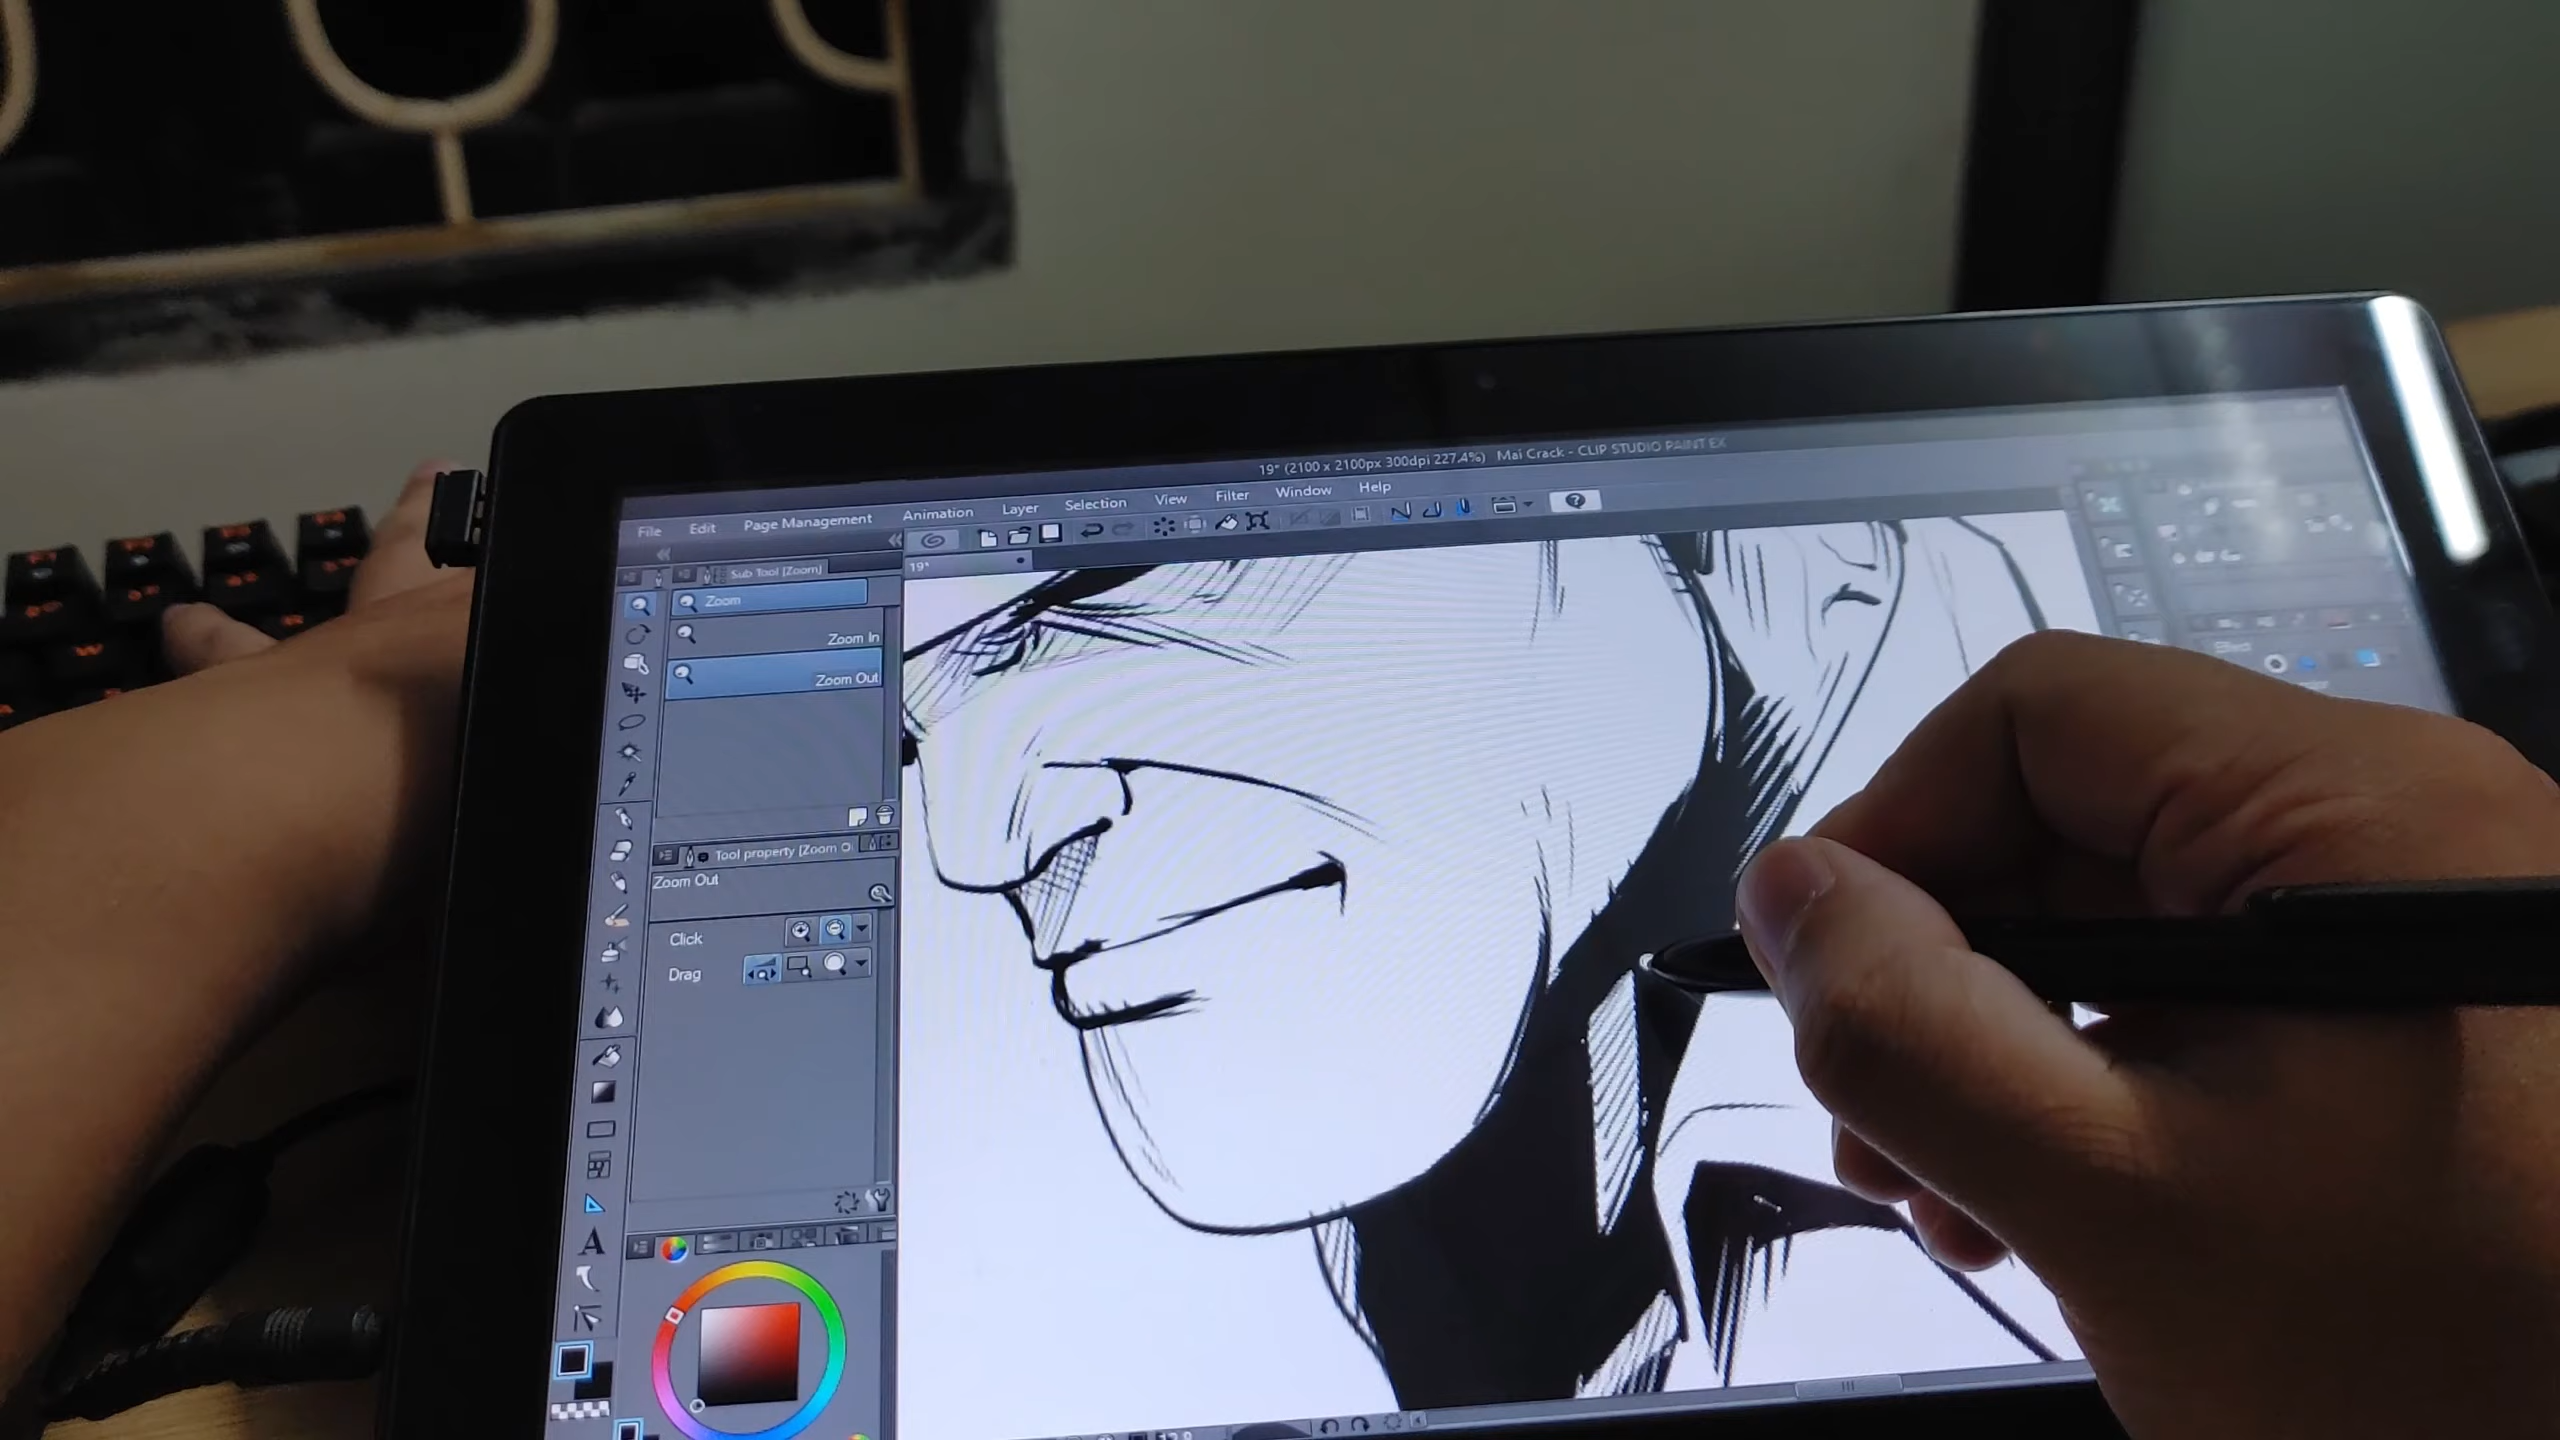 19* (2100 x 2100px 300dpi 227.4%) Mai Crack - CLIP STUDIO PAINT EX
File Edit Page Management Animation Layer Selection View Filter Window Help
19*
Sub Tool [Zoom]
Zoom
Zoom In
Zoom Out
Tool property [Zoom O
Zoom Out
Click
Drag
A
Effect
W